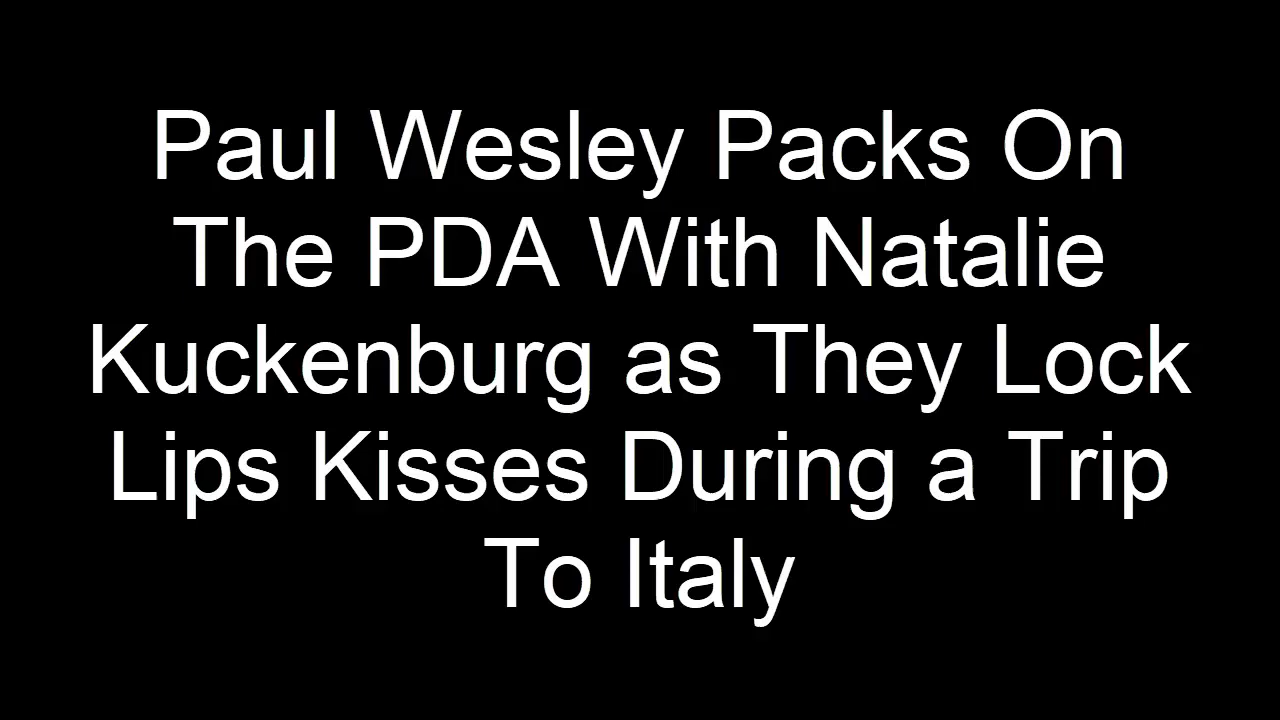 Paul Wesley Packs On
The PDA With Natalie
Kuckenburg as They Lock
Lips Kisses During a Trip
To Italy